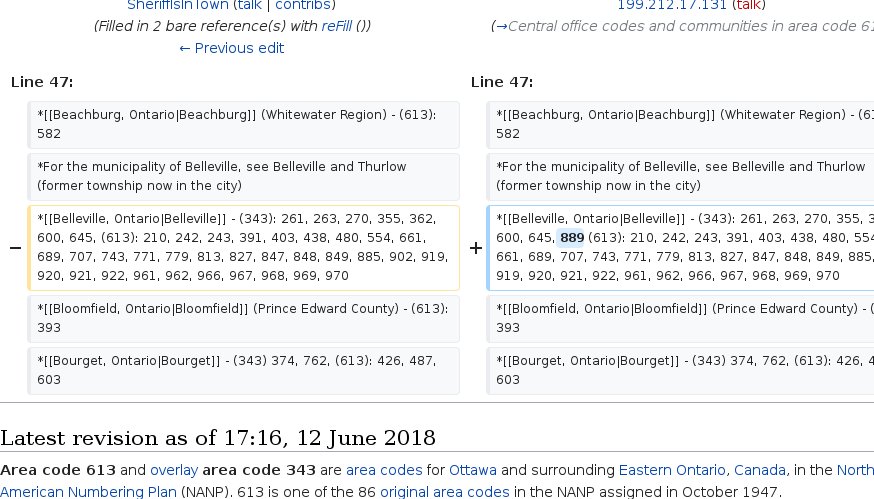 SheriffIsInTown (talk | contribs)
(Filled in 2 bare reference(s) with reFill ())
← Previous edit
199.212.17.131 (talk)
(→Central office codes and communities in area code 61
Line 47:
Line 47:
*[[Beachburg, Ontario|Beachburg]] (Whitewater Region) - (613):
582
*[[Beachburg, Ontario|Beachburg]] (Whitewater Region) - (61
582
*For the municipality of Belleville, see Belleville and Thurlow
(former township now in the city)
*For the municipality of Belleville, see Belleville and Thurlow
(former township now in the city)
− *[[Belleville, Ontario|Belleville]] - (343): 261, 263, 270, 355, 362,
600, 645, (613): 210, 242, 243, 391, 403, 438, 480, 554, 661,
689, 707, 743, 771, 779, 813, 827, 847, 848, 849, 885, 902, 919,
920, 921, 922, 961, 962, 966, 967, 968, 969, 970
+ *[[Belleville, Ontario|Belleville]] - (343): 261, 263, 270, 355, 3
600, 645, 889 (613): 210, 242, 243, 391, 403, 438, 480, 554
661, 689, 707, 743, 771, 779, 813, 827, 847, 848, 849, 885,
919, 920, 921, 922, 961, 962, 966, 967, 968, 969, 970
*[[Bloomfield, Ontario|Bloomfield]] (Prince Edward County) - (613):
393
*[[Bloomfield, Ontario|Bloomfield]] (Prince Edward County) - (
393
*[[Bourget, Ontario|Bourget]] - (343) 374, 762, (613): 426, 487,
603
*[[Bourget, Ontario|Bourget]] - (343) 374, 762, (613): 426, 4
603
Latest revision as of 17:16, 12 June 2018
Area code 613 and overlay area code 343 are area codes for Ottawa and surrounding Eastern Ontario, Canada, in the North
American Numbering Plan (NANP). 613 is one of the 86 original area codes in the NANP assigned in October 1947.